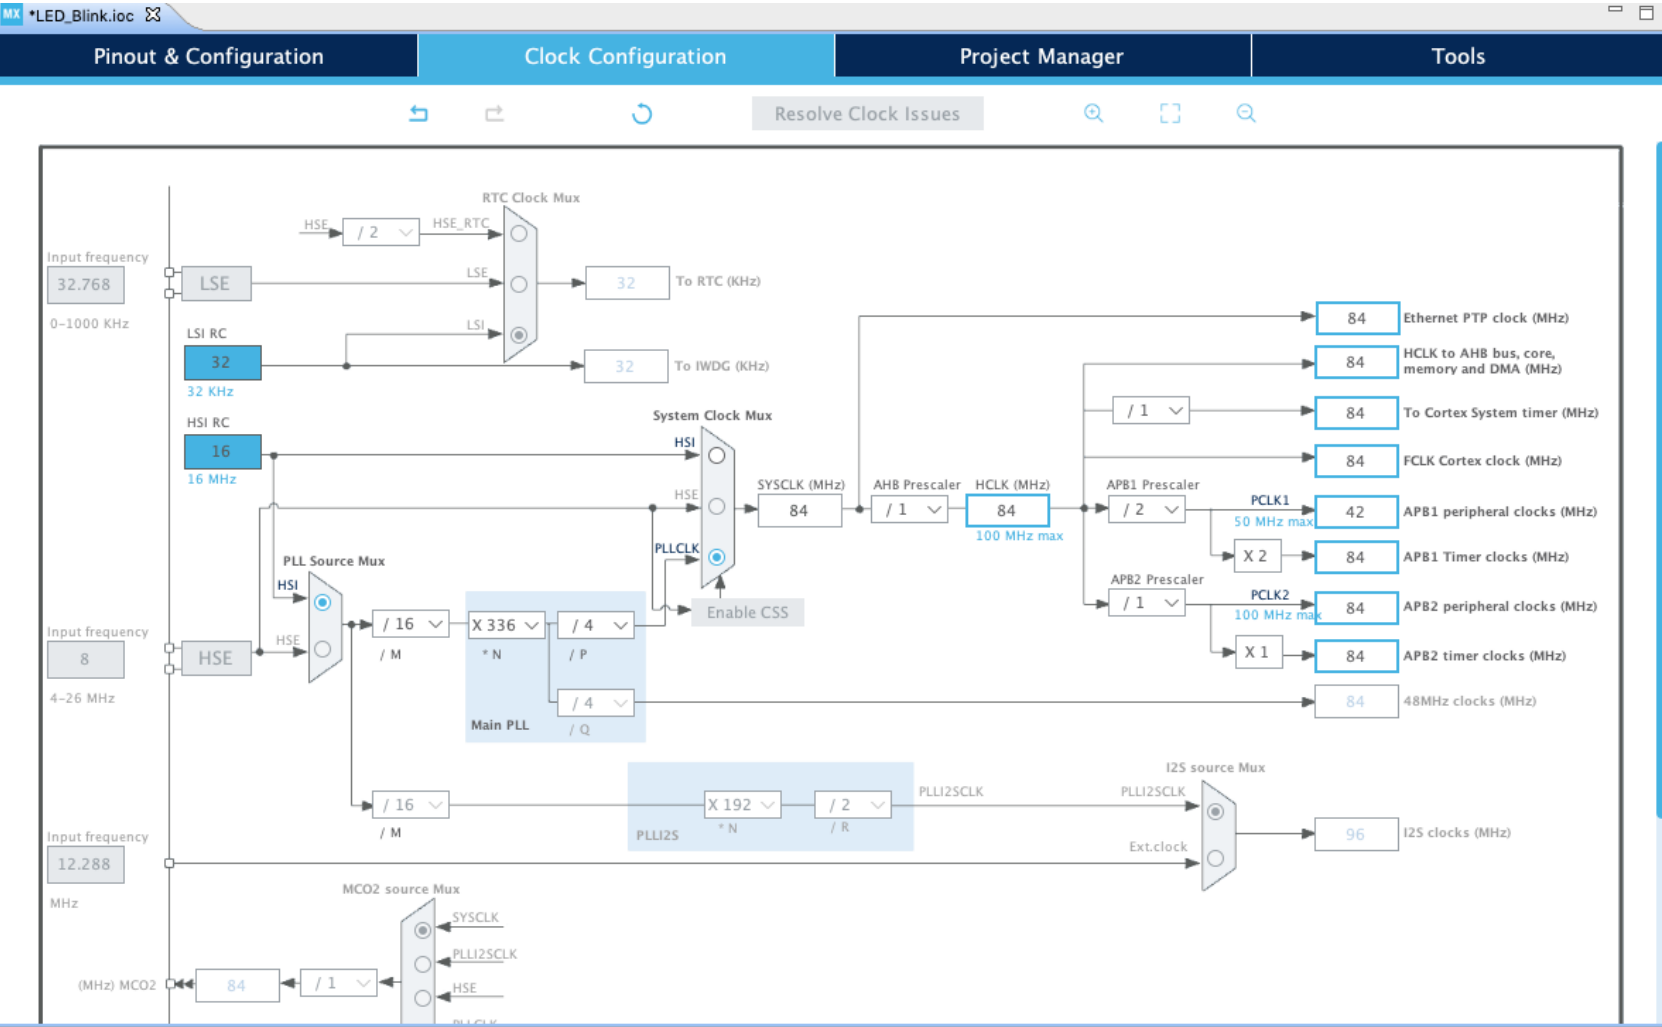 MX *LED_Blink.ioc
Pinout & Configuration
Clock Configuration
Project Manager
Tools
Resolve Clock Issues
RTC Clock Mux
HSE
/ 2
HSE_RTC
Input frequency
32.768
0-1000 KHz
LSE
LSE
32
To RTC (KHz)
LSI
LSI RC
32
32 KHz
32
To IWDG (KHz)
84
Ethernet PTP clock (MHz)
84
HCLK to AHB bus, core,
memory and DMA (MHz)
/ 1
84
To Cortex System timer (MHz)
84
FCLK Cortex clock (MHz)
HSI RC
16
16 MHz
System Clock Mux
HSI
HSE
PLLCLK
SYSCLK (MHz)
84
AHB Prescaler
/ 1
HCLK (MHz)
84
100 MHz max
APB1 Prescaler
/ 2
PCLK1
50 MHz max
42
APB1 peripheral clocks (MHz)
X 2
84
APB1 Timer clocks (MHz)
APB2 Prescaler
/ 1
PCLK2
100 MHz max
84
APB2 peripheral clocks (MHz)
X 1
84
APB2 timer clocks (MHz)
Enable CSS
PLL Source Mux
HSI
HSE
Input frequency
8
4-26 MHz
HSE
/ 16
/ M
X 336
* N
/ 4
/ P
/ 4
/ Q
Main PLL
84
48MHz clocks (MHz)
/ 16
/ M
X 192
* N
/ 2
/ R
PLLI2S
PLLI2SCLK
I2S source Mux
PLLI2SCLK
Ext.clock
96
I2S clocks (MHz)
Input frequency
12.288
MHz
MCO2 source Mux
SYSCLK
PLLI2SCLK
HSE
PLLCLK
(MHz) MCO2
84
/ 1